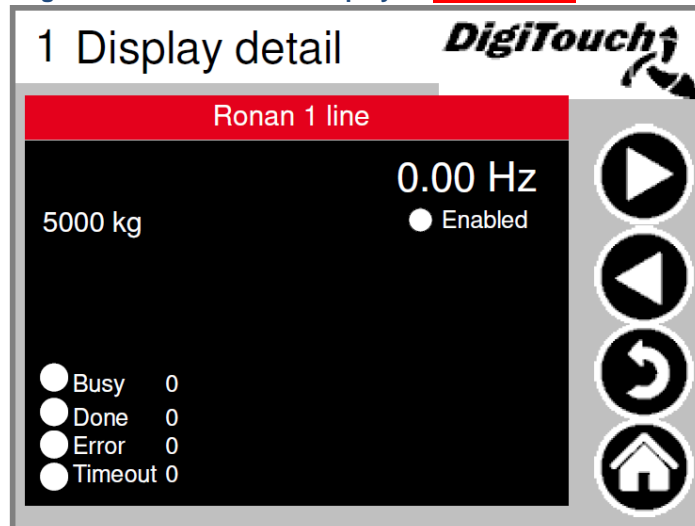 1 Display detail
DigiTouch
Ronan 1 line
0.00 Hz
5000 kg
Enabled
Busy 0
Done 0
Error 0
Timeout 0